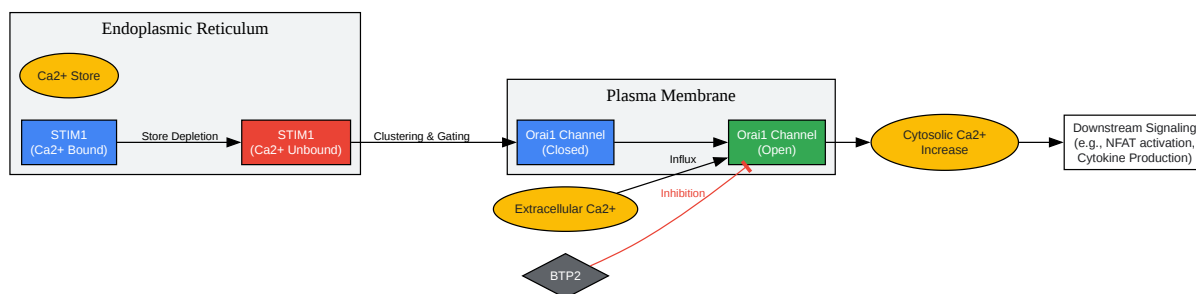 Endoplasmic Reticulum
Ca2+ Store
STIM1
(Ca2+ Bound)
Store Depletion
STIM1
(Ca2+ Unbound)
Clustering & Gating
Plasma Membrane
Orai1 Channel
(Closed)
Orai1 Channel
(Open)
Influx
Extracellular Ca2+
Inhibition
BTP2
Cytosolic Ca2+
Increase
Downstream Signaling
(e.g., NFAT activation,
Cytokine Production)